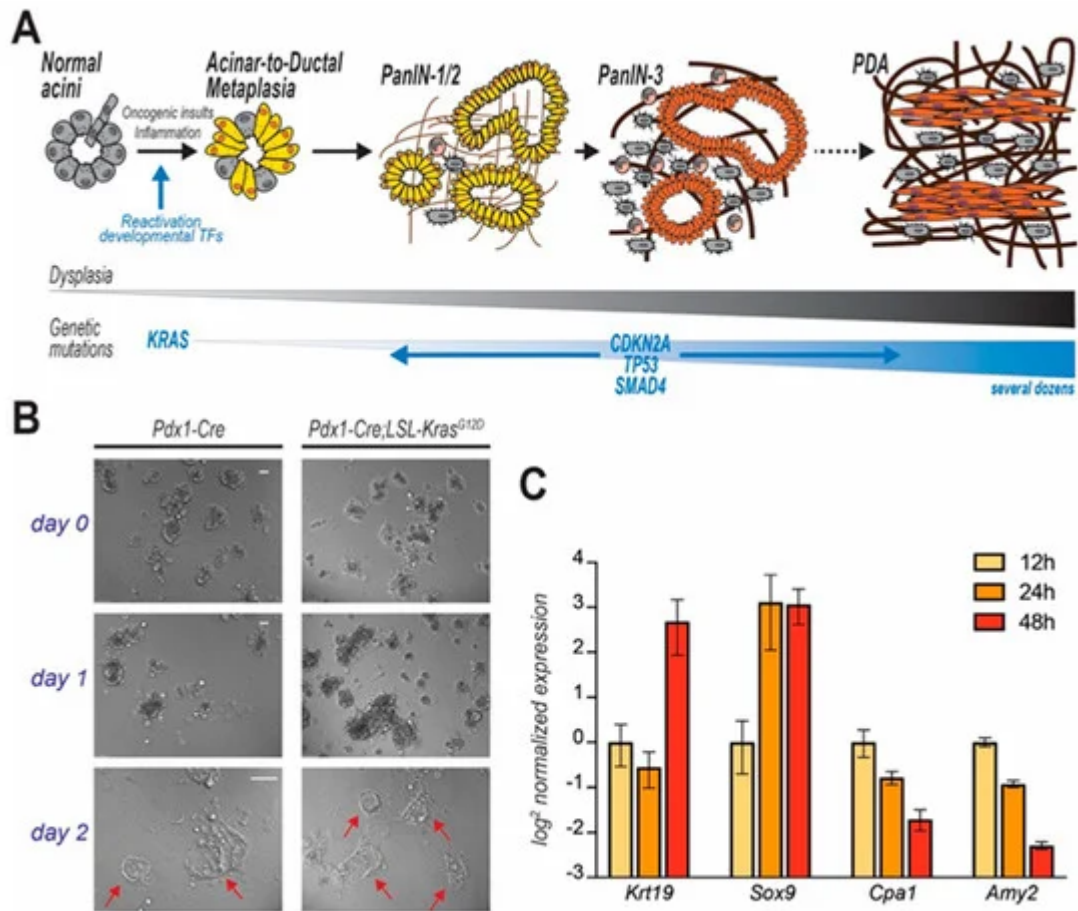 A
Normal
acini
Oncogenic insults
Inflammation
Reactivation
developmental TFs
Acinar-to-Ductal
Metaplasia
PanIN-1/2
PanIN-3
PDA
Dysplasia
Genetic
mutations
KRAS
CDKN2A
TP53
SMAD4
several dozens
B
Pdx1-Cre
Pdx1-Cre;LSL-KrasG12D
day 0
day 1
day 2
C
log² normalized expression
4
3
2
1
0
-1
-2
-3
12h
24h
48h
Krt19
Sox9
Cpa1
Amy2